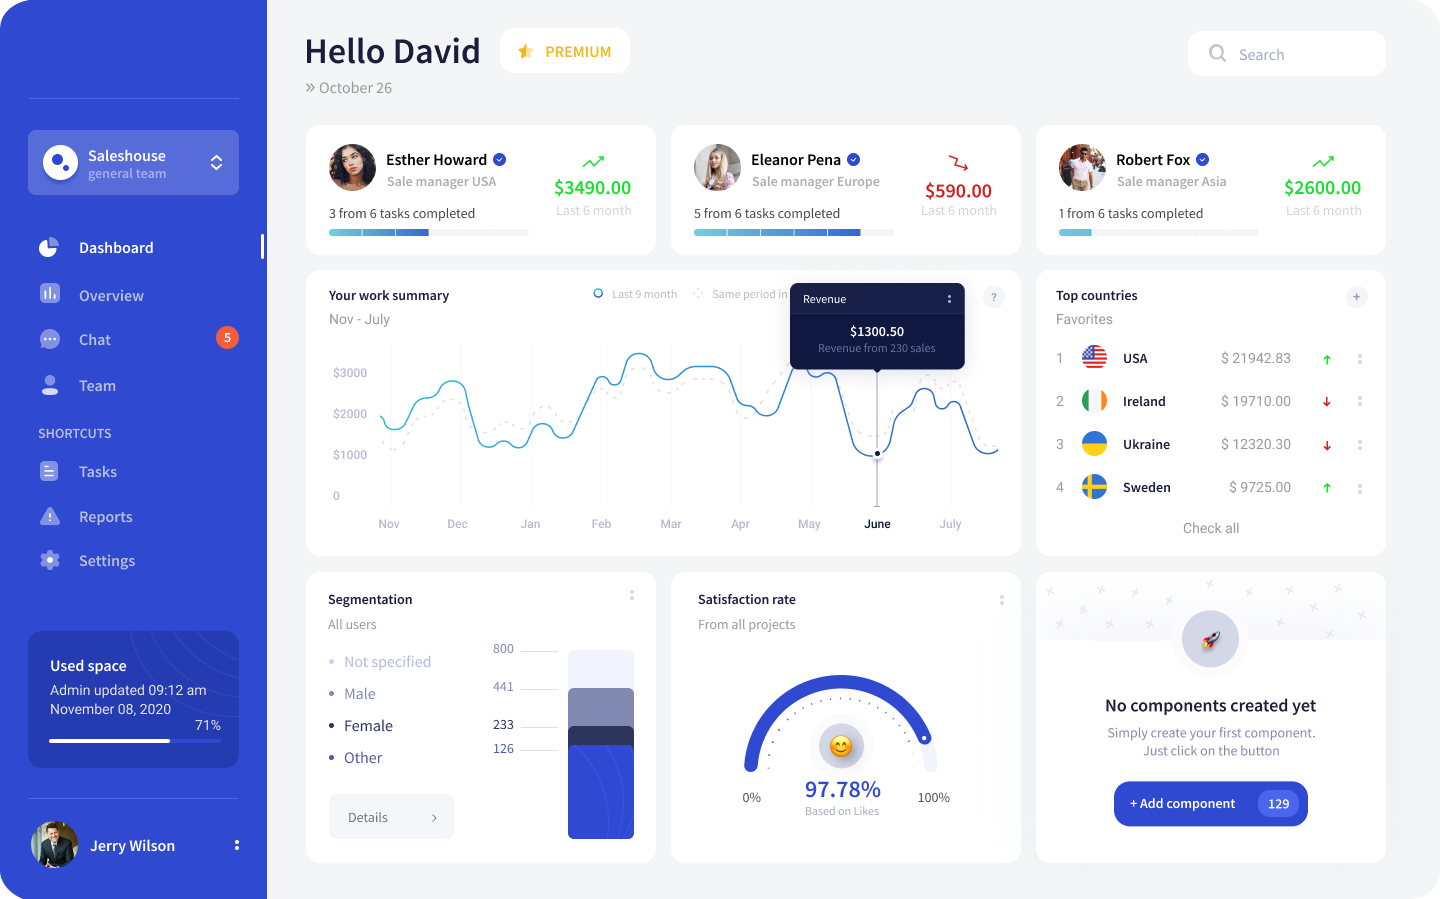 Hello David
PREMIUM
Search
» October 26
Saleshouse
general team
Dashboard
Overview
Chat
5
Team
SHORTCUTS
Tasks
Reports
Settings
Used space
Admin updated 09:12 am
November 08, 2020
71%
Jerry Wilson
Esther Howard
Sale manager USA
$3490.00
Last 6 month
3 from 6 tasks completed
Eleanor Pena
Sale manager Europe
$590.00
Last 6 month
5 from 6 tasks completed
Robert Fox
Sale manager Asia
$2600.00
Last 6 month
1 from 6 tasks completed
Your work summary
Nov - July
Last 9 month
Same period in
?
Revenue
$1300.50
Revenue from 230 sales
$3000
$2000
$1000
0
Nov
Dec
Jan
Feb
Mar
Apr
May
June
July
Top countries
+
Favorites
1 USA $ 21942.83
2 Ireland $ 19710.00
3 Ukraine $ 12320.30
4 Sweden $ 9725.00
Check all
Segmentation
All users
Not specified
Male
Female
Other
800
441
233
126
Details
Satisfaction rate
From all projects
0%
97.78%
100%
Based on Likes
No components created yet
Simply create your first component.
Just click on the button
+ Add component
129